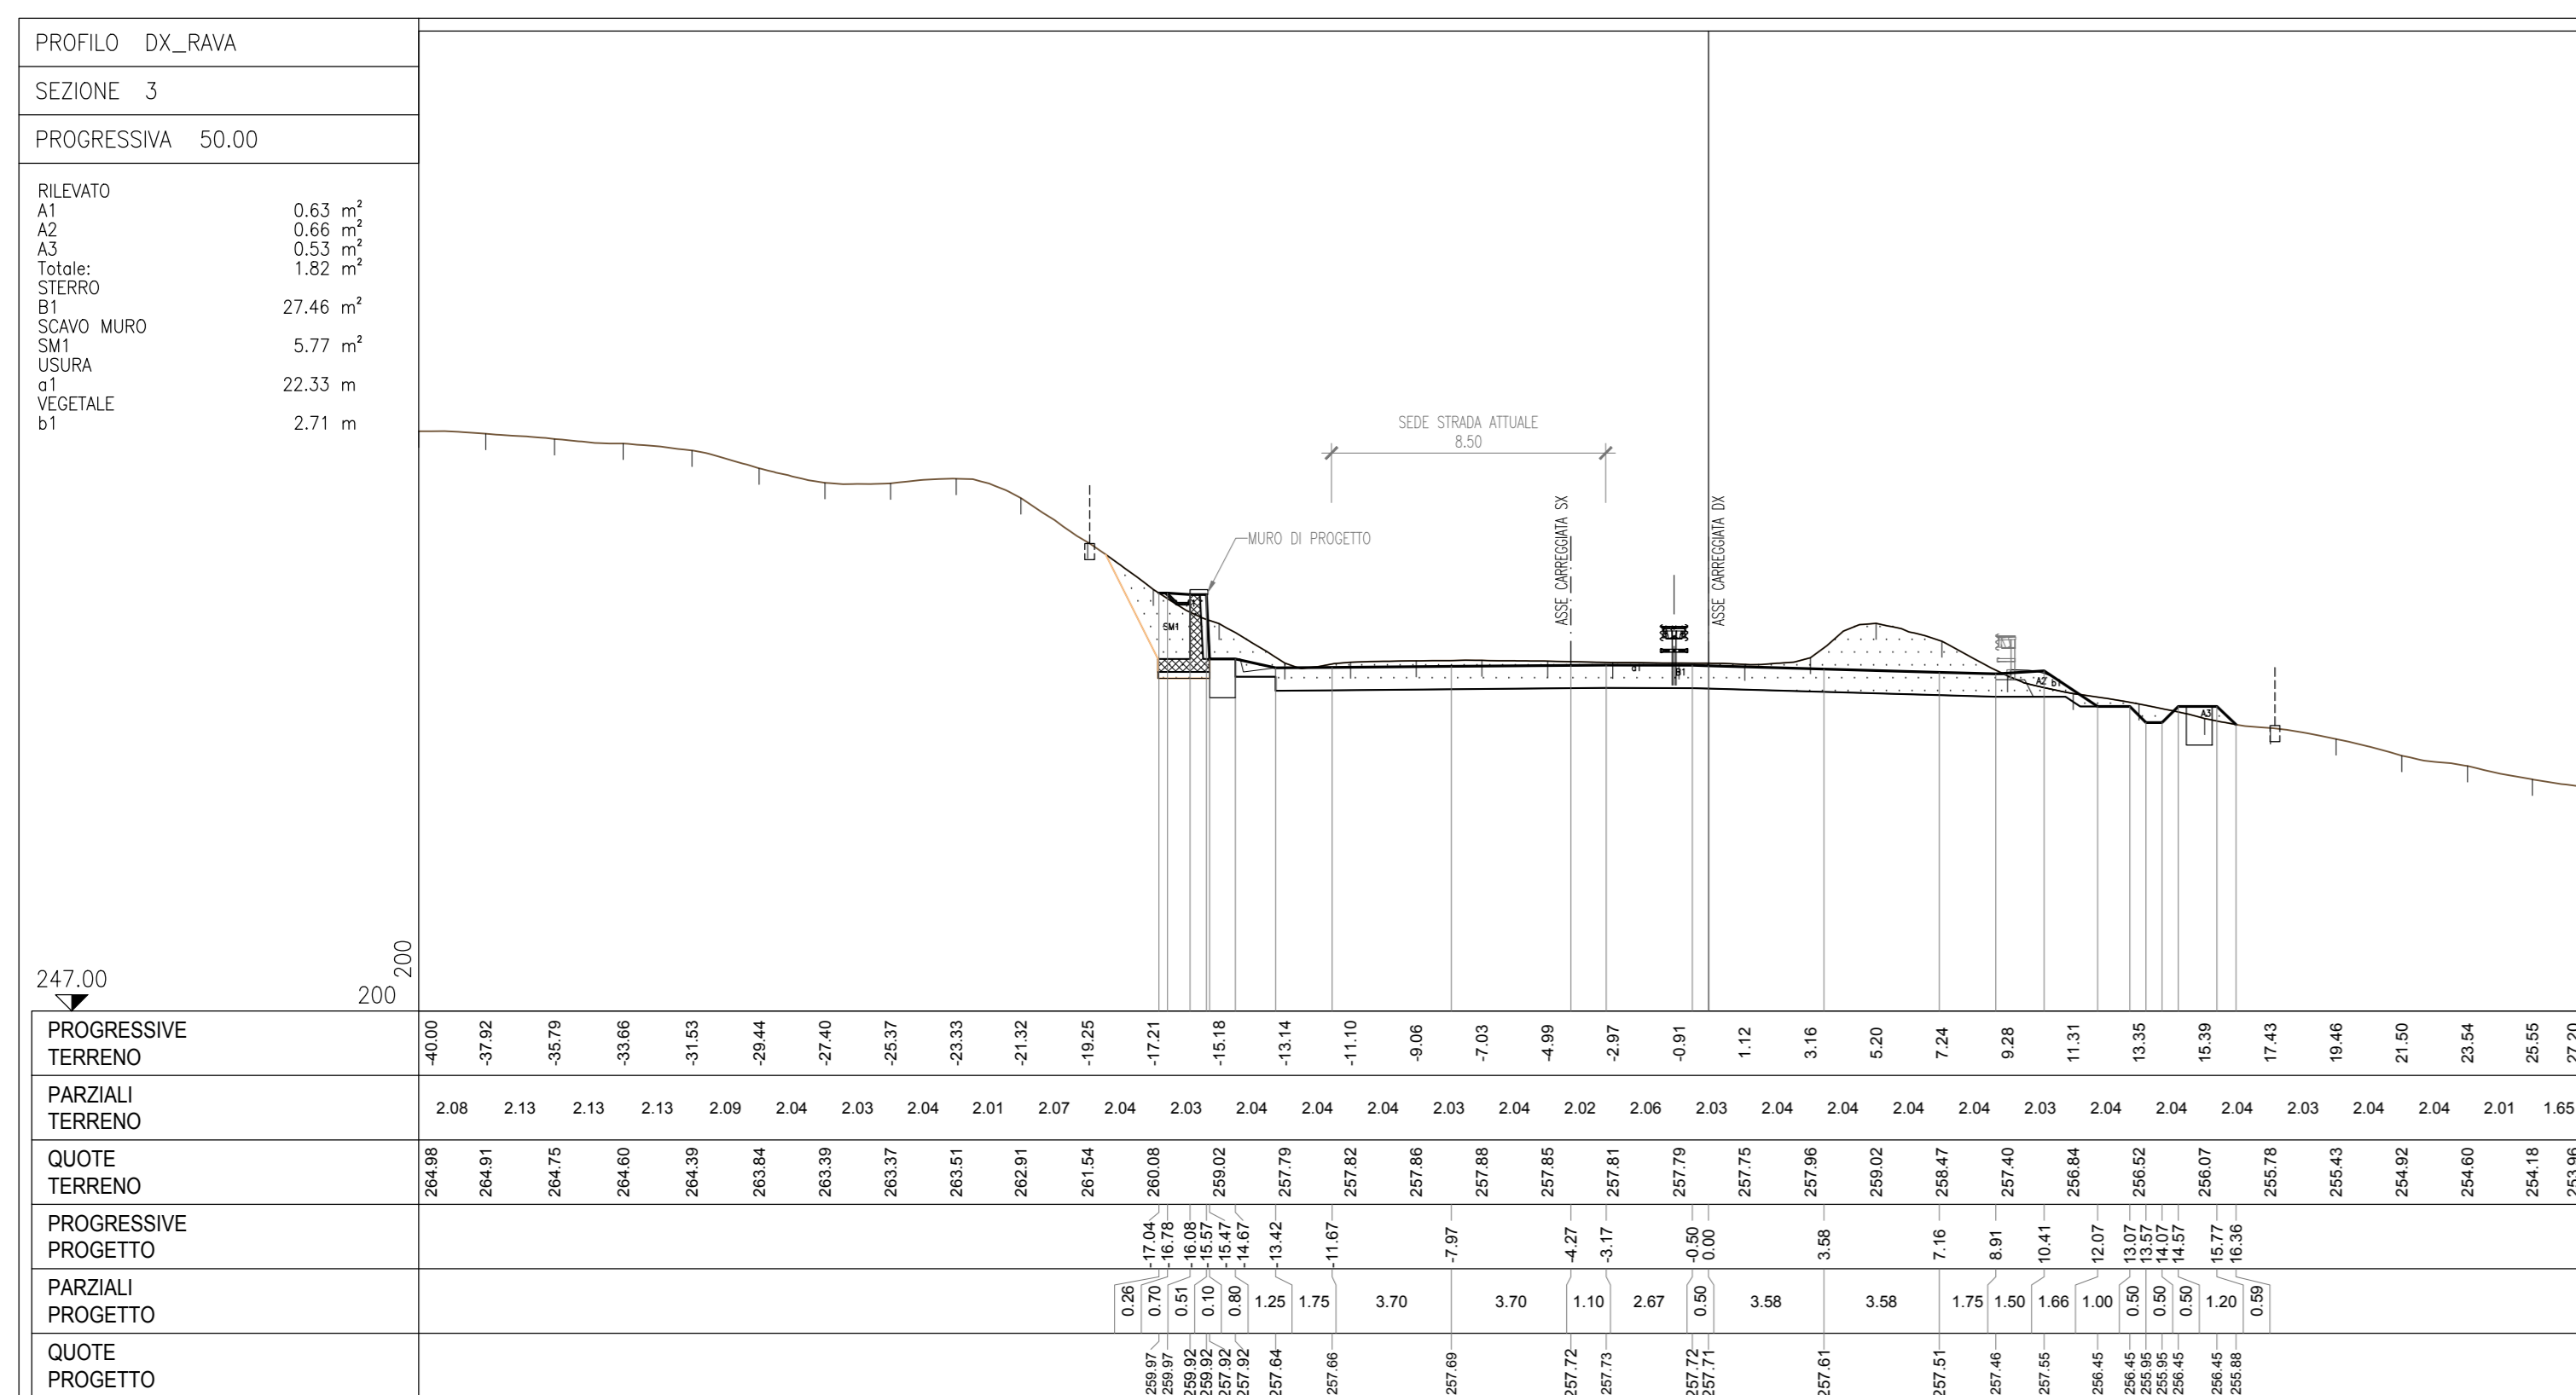 PROFILO DX_RAVA
SEZIONE 3
PROGRESSIVA 50.00
RILEVATO
A1 0.63 m²
A2 0.66 m²
A3 0.53 m²
Totale: 1.82 m²
STERRO
B1 27.46 m²
SCAVO MURO
SM1 5.77 m²
USURA
a1 22.33 m
VEGETALE
b1 2.71 m
SEDE STRADA ATTUALE
8.50
MURO DI PROGETTO
ASSE CARREGGIATA SX
ASSE CARREGGIATA DX
SM1
a1
B1
A2 b1
A3
247.00
200
200
PROGRESSIVE
TERRENO
-40.00 -37.92 -35.79 -33.66 -31.53 -29.44 -27.40 -25.37 -23.33 -21.32 -19.25 -17.21 -15.18 -13.14 -11.10 -9.06 -7.03 -4.99 -2.97 -0.91 1.12 3.16 5.20 7.24 9.28 11.31 13.35 15.39 17.43 19.46 21.50 23.54 25.55 27.20
PARZIALI
TERRENO
2.08 2.13 2.13 2.13 2.09 2.04 2.03 2.04 2.01 2.07 2.04 2.03 2.04 2.04 2.04 2.03 2.04 2.02 2.06 2.03 2.04 2.04 2.04 2.04 2.03 2.04 2.04 2.04 2.03 2.04 2.04 2.01 1.65
QUOTE
TERRENO
264.98 264.91 264.75 264.60 264.39 263.84 263.39 263.37 263.51 262.91 261.54 260.08 259.02 257.79 257.82 257.86 257.88 257.85 257.81 257.79 257.75 257.96 259.02 258.47 257.40 256.84 256.52 256.07 255.78 255.43 254.92 254.60 254.18 253.96
PROGRESSIVE
PROGETTO
-17.04 -16.78 -16.08 -15.57 -15.47 -14.67 -13.42 -11.67 -7.97 -4.27 -3.17 -0.50 0.00 3.58 7.16 8.91 10.41 12.07 13.07 13.57 14.07 14.57 15.77 16.36
PARZIALI
PROGETTO
0.26 0.70 0.51 0.10 0.80 1.25 1.75 3.70 3.70 1.10 2.67 0.50 3.58 3.58 1.75 1.50 1.66 1.00 0.50 0.50 0.50 1.20 0.59
QUOTE
PROGETTO
259.97 259.97 259.92 259.92 257.92 257.92 257.64 257.66 257.69 257.72 257.73 257.72 257.71 257.61 257.51 257.46 257.55 256.45 256.45 255.95 255.95 256.45 256.45 255.88